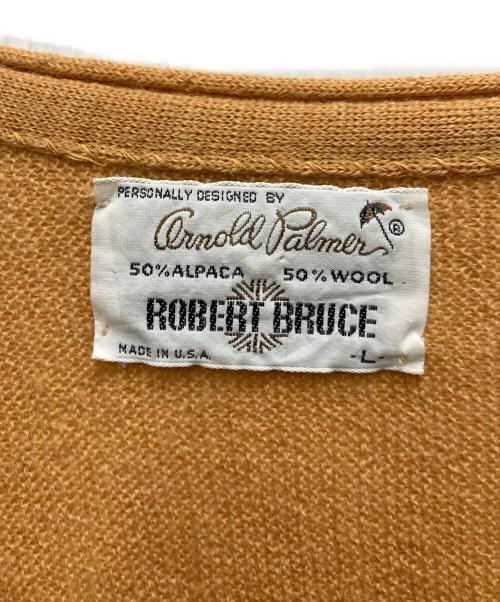 PERSONALLY DESIGNED BY
Arnold Palmer ®
50% ALPACA 50% WOOL
ROBERT BRUCE
MADE IN U.S.A. -L-